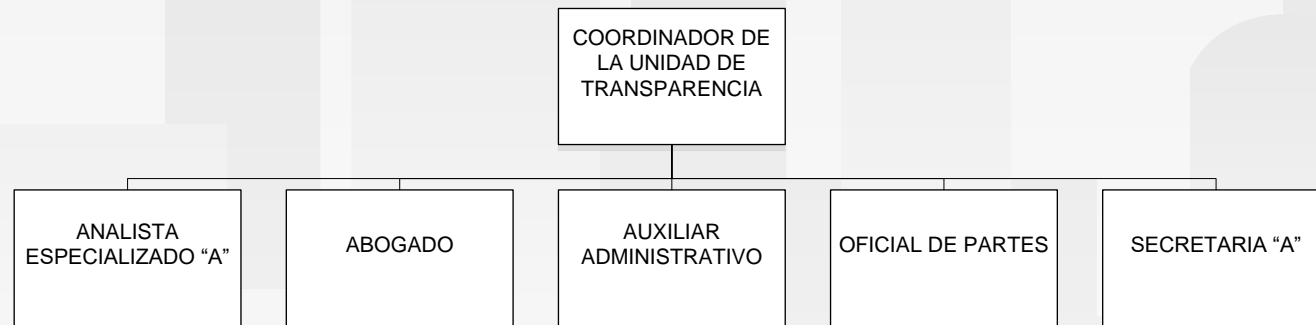 COORDINADOR DE
LA UNIDAD DE
TRANSPARENCIA
ANALISTA
ESPECIALIZADO “A”
ABOGADO
AUXILIAR
ADMINISTRATIVO
OFICIAL DE PARTES
SECRETARIA “A”